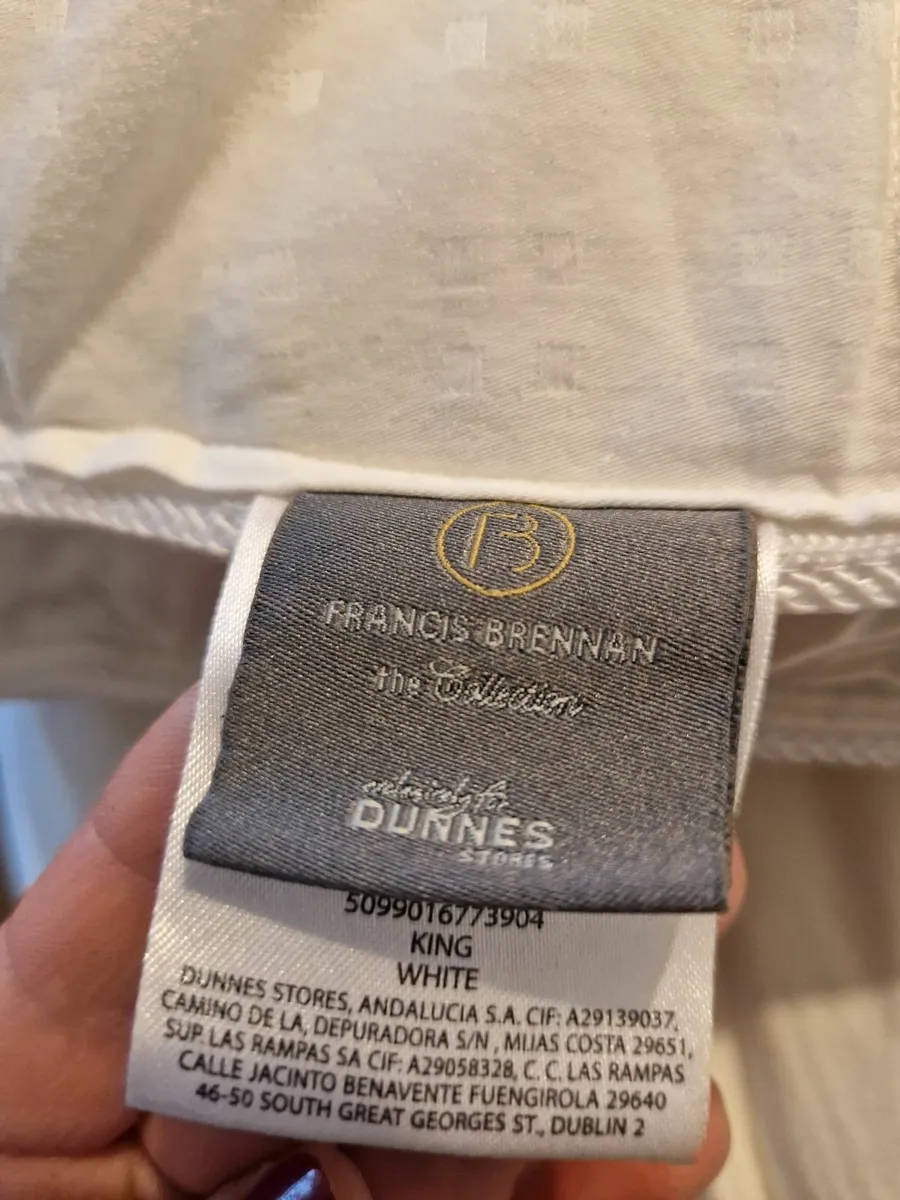 FB
FRANCIS BRENNAN
the Collection
exclusively for
DUNNES
STORES
5099016773904
KING
WHITE
DUNNES STORES, ANDALUCIA S.A. CIF: A29139037,
CAMINO DE LA, DEPURADORA S/N, MIJAS COSTA 29651,
SUP. LAS RAMPAS SA CIF: A29058328, C. C. LAS RAMPAS
CALLE JACINTO BENAVENTE FUENGIROLA 29640
46-50 SOUTH GREAT GEORGES ST., DUBLIN 2